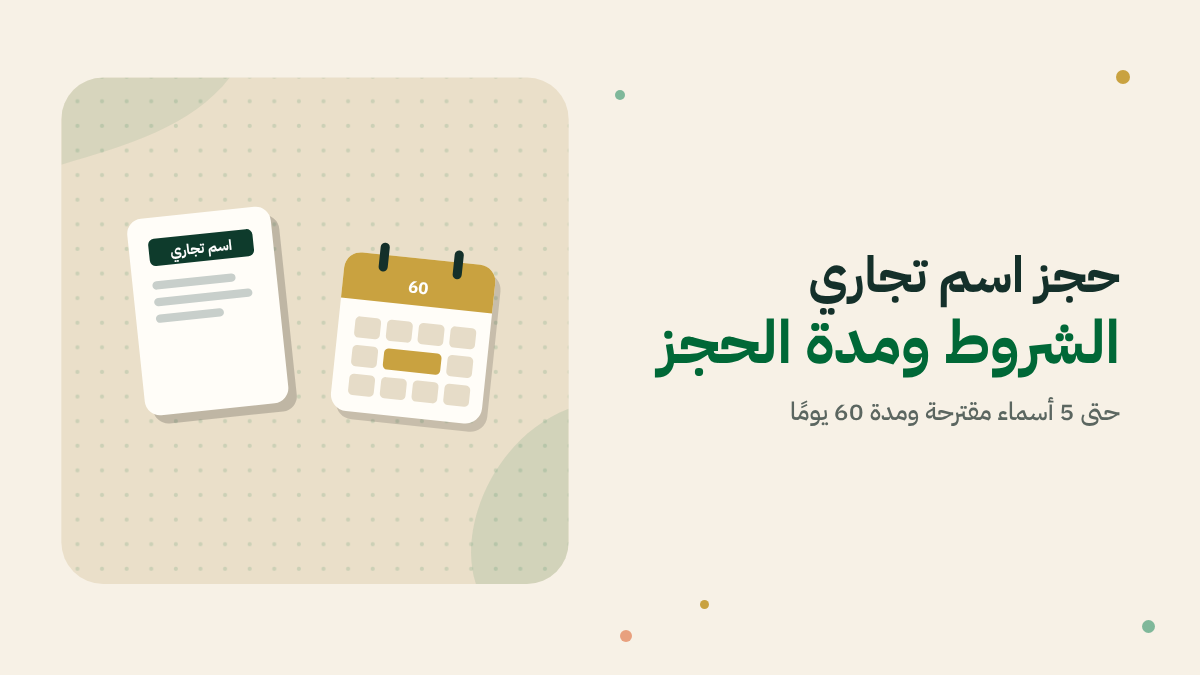 حجز اسم تجاري
الشروط ومدة الحجز
حتى 5 أسماء مقترحة ومدة 60 يومًا
60
اسم تجاري